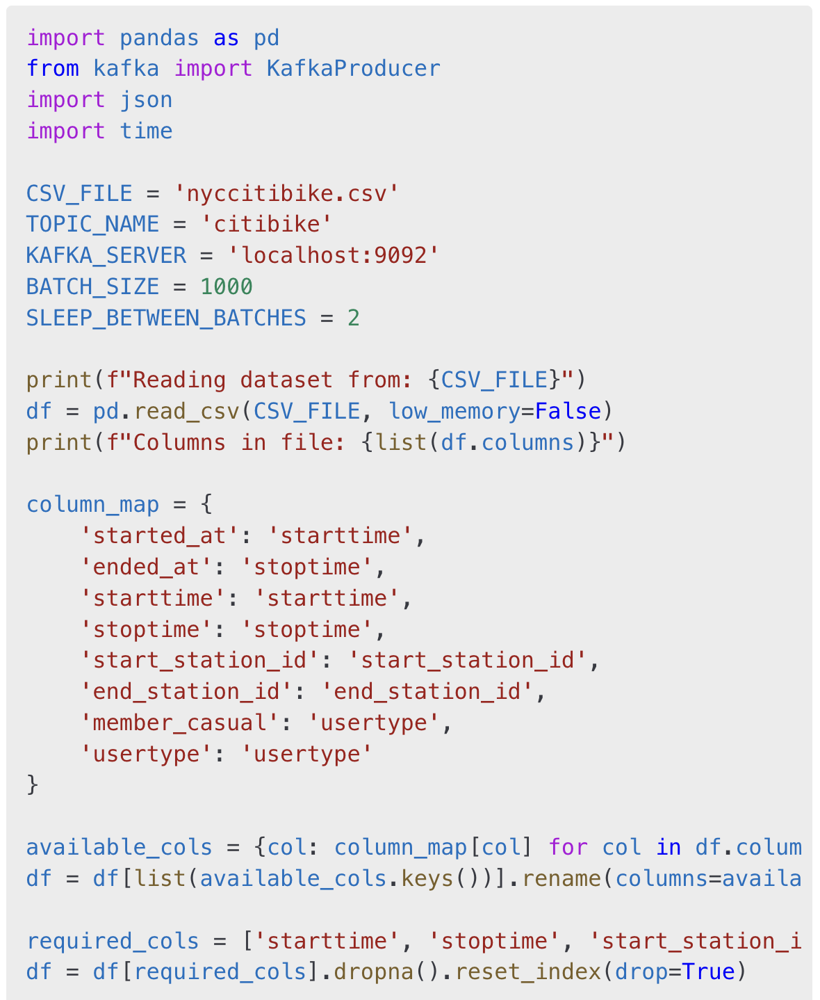 import pandas as pd
from kafka import KafkaProducer
import json
import time

CSV_FILE = 'nyccitibike.csv'
TOPIC_NAME = 'citibike'
KAFKA_SERVER = 'localhost:9092'
BATCH_SIZE = 1000
SLEEP_BETWEEN_BATCHES = 2

print(f"Reading dataset from: {CSV_FILE}")
df = pd.read_csv(CSV_FILE, low_memory=False)
print(f"Columns in file: {list(df.columns)}")

column_map = {
    'started_at': 'starttime',
    'ended_at': 'stoptime',
    'starttime': 'starttime',
    'stoptime': 'stoptime',
    'start_station_id': 'start_station_id',
    'end_station_id': 'end_station_id',
    'member_casual': 'usertype',
    'usertype': 'usertype'
}

available_cols = {col: column_map[col] for col in df.colum
df = df[list(available_cols.keys())].rename(columns=availa

required_cols = ['starttime', 'stoptime', 'start_station_i
df = df[required_cols].dropna().reset_index(drop=True)